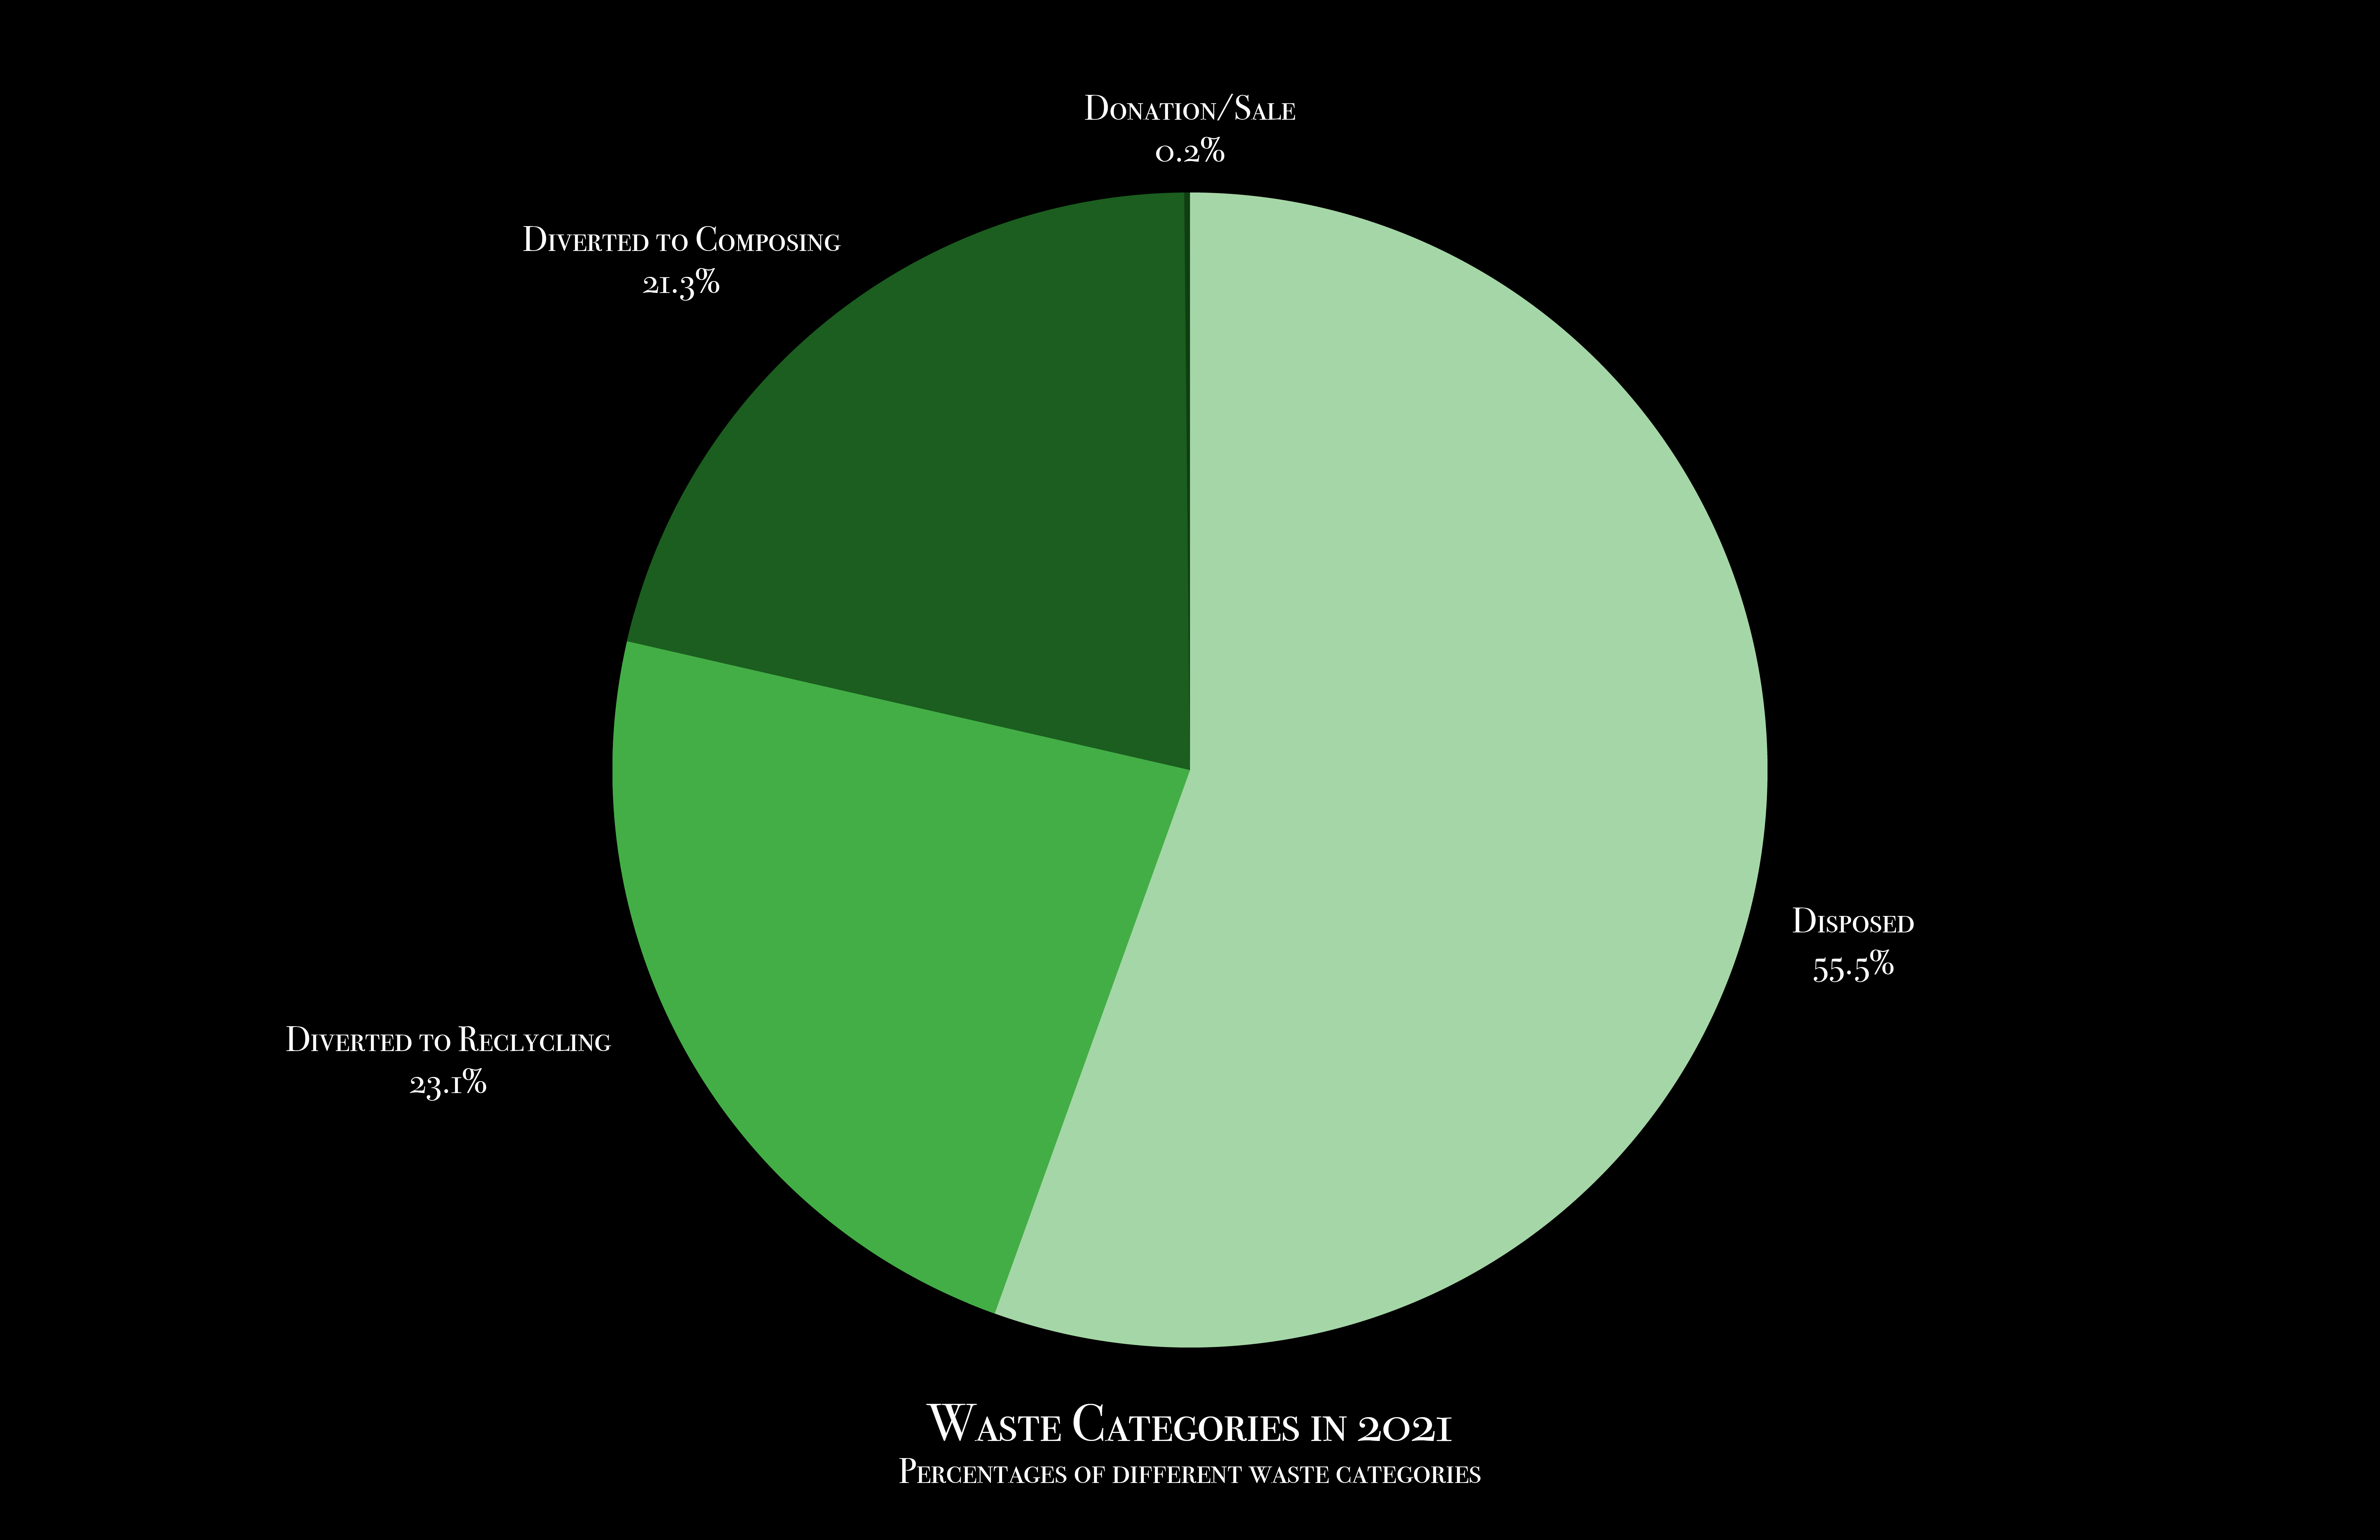 Donation/Sale
0.2%
Diverted to Composing
21.3%
Disposed
55.5%
Diverted to Reclycling
23.1%
Waste Categories in 2021
Percentages of different waste categories